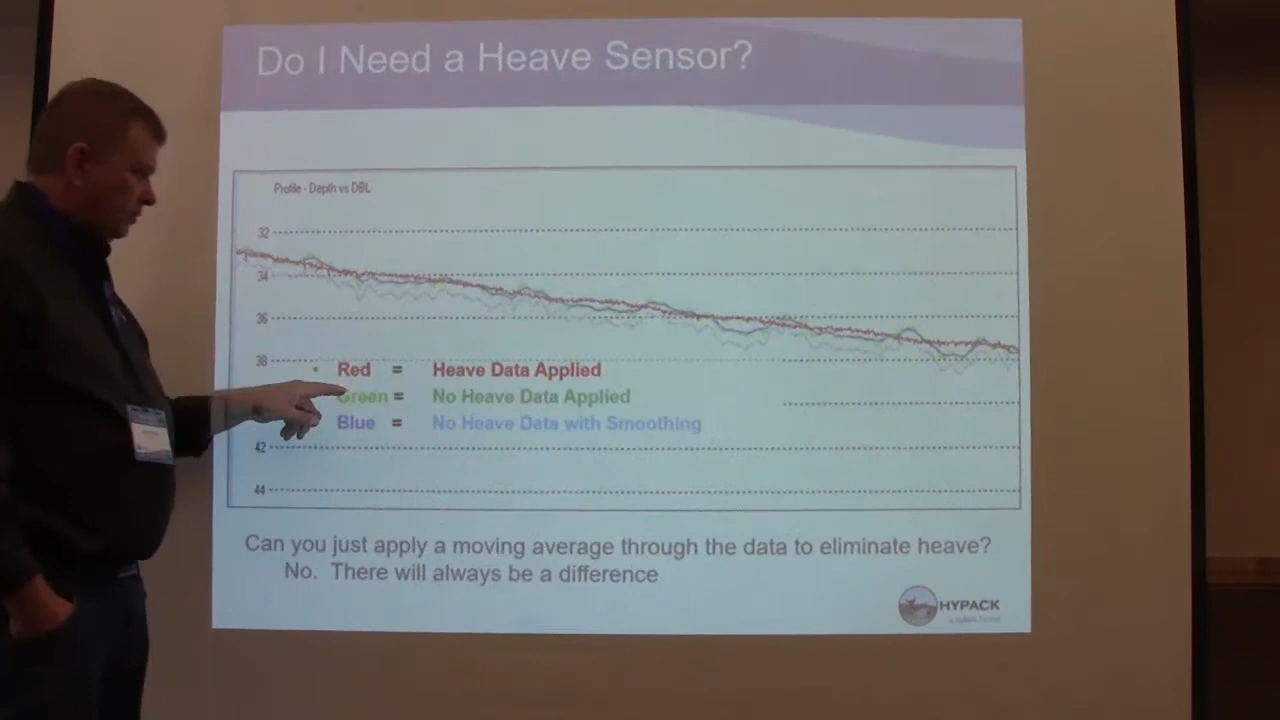 Do I Need a Heave Sensor?
Profile - Depth vs DBL
32
34
36
38
• Red = Heave Data Applied
Green = No Heave Data Applied
Blue = No Heave Data with Smoothing
42
44
Can you just apply a moving average through the data to eliminate heave?
No. There will always be a difference
HYPACK